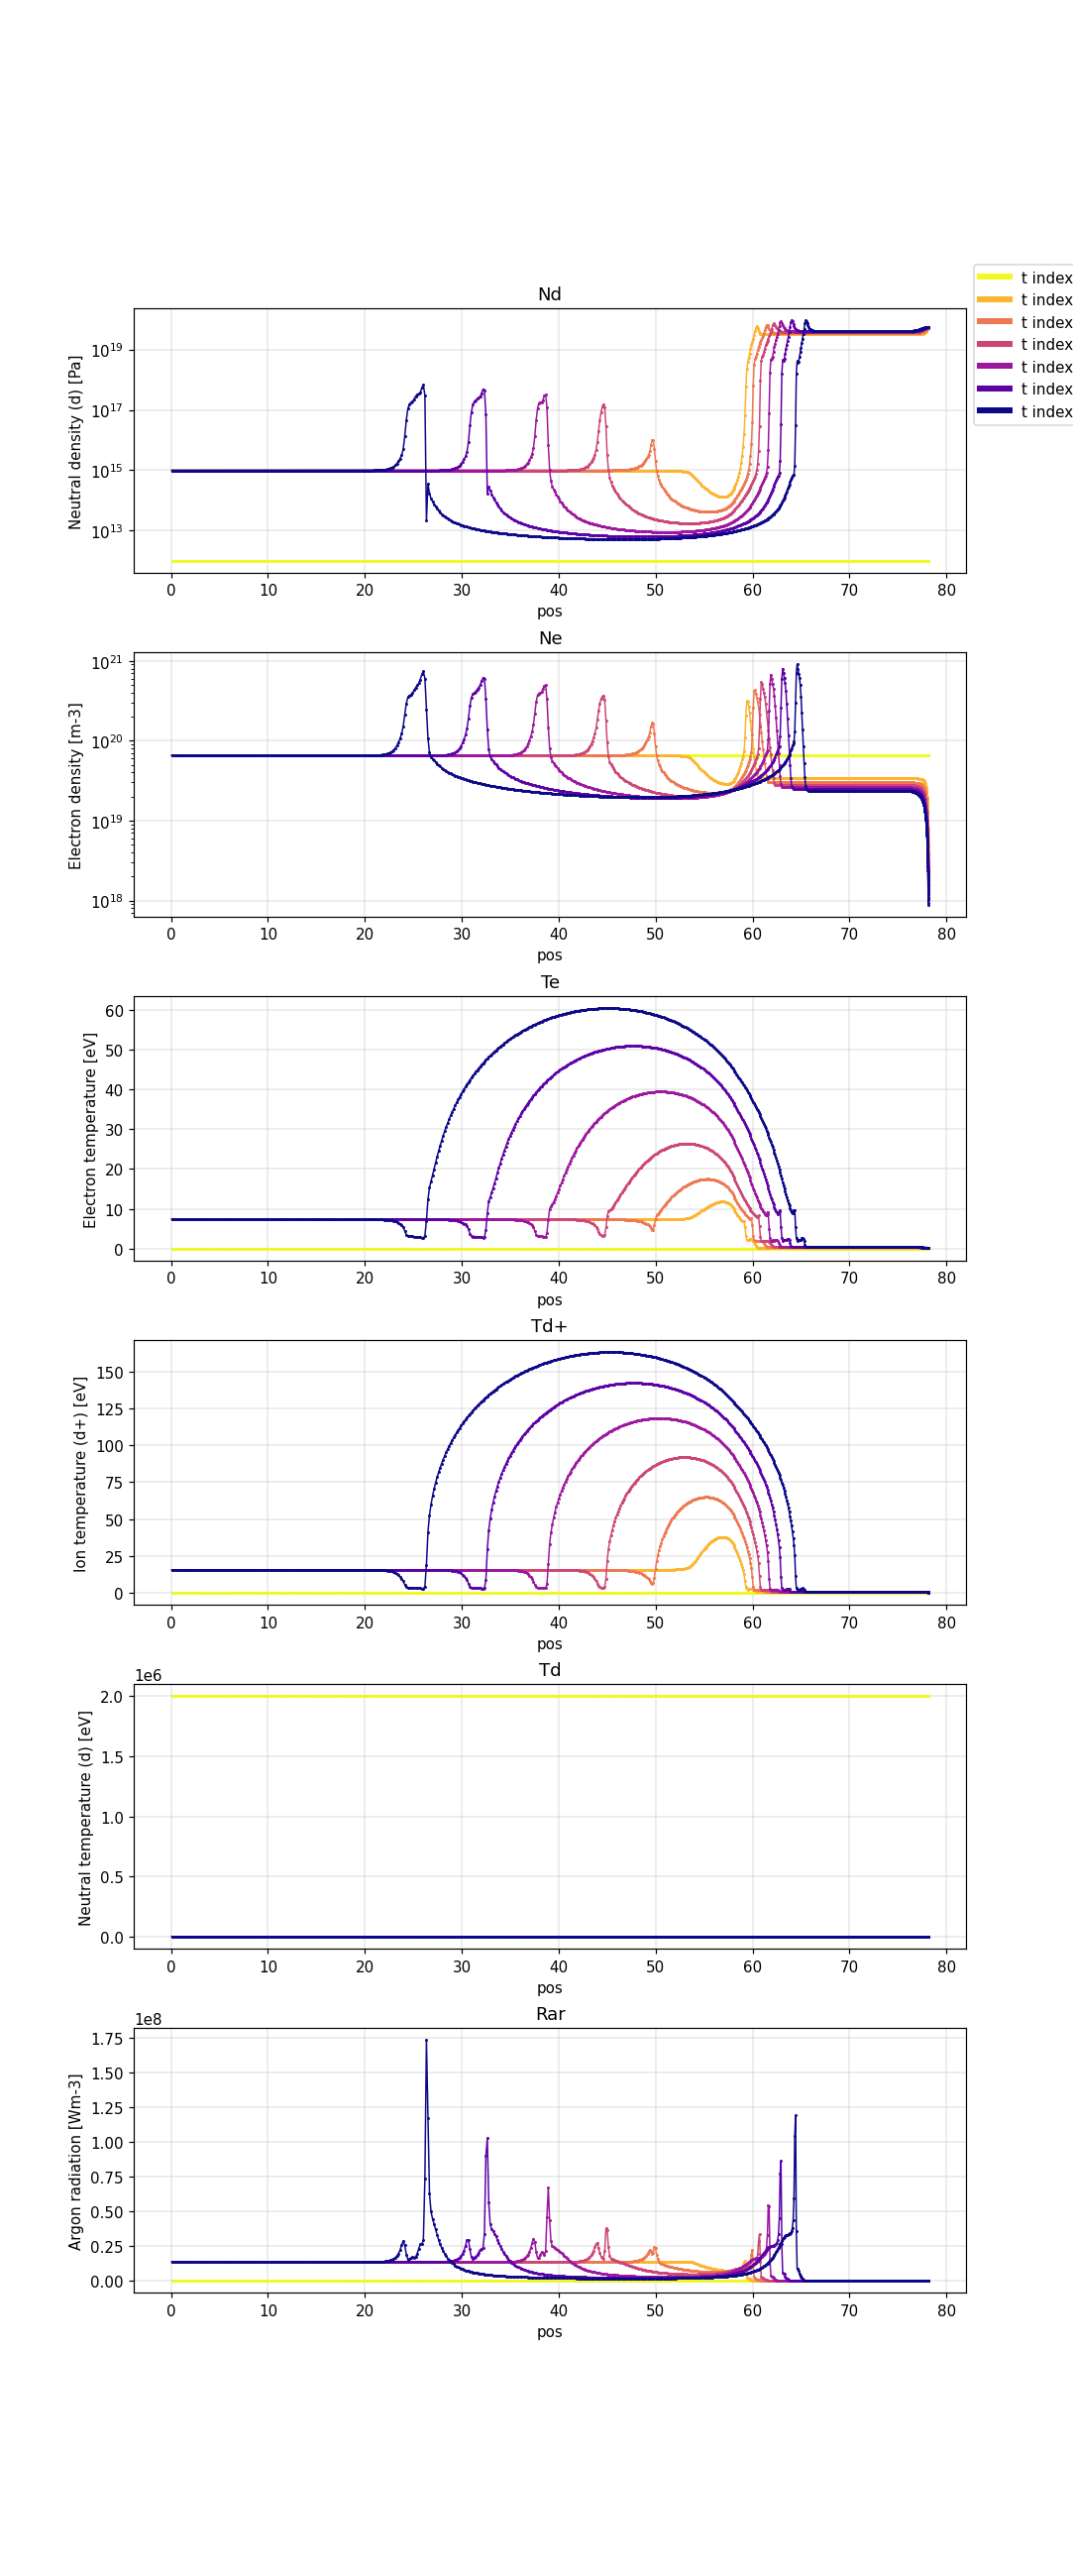 Nd
Neutral density (d) [Pa]
10^19
10^17
10^15
10^13
0 10 20 30 40 50 60 70 80
pos
t index
t index
t index
t index
t index
t index
t index
Ne
Electron density [m-3]
10^21
10^20
10^19
10^18
0 10 20 30 40 50 60 70 80
pos
Te
Electron temperature [eV]
60
50
40
30
20
10
0
0 10 20 30 40 50 60 70 80
pos
Td+
Ion temperature (d+) [eV]
150
125
100
75
50
25
0
0 10 20 30 40 50 60 70 80
pos
Td
1e6
Neutral temperature (d) [eV]
2.0
1.5
1.0
0.5
0.0
0 10 20 30 40 50 60 70 80
pos
Rar
1e8
Argon radiation [Wm-3]
1.75
1.50
1.25
1.00
0.75
0.50
0.25
0.00
0 10 20 30 40 50 60 70 80
pos